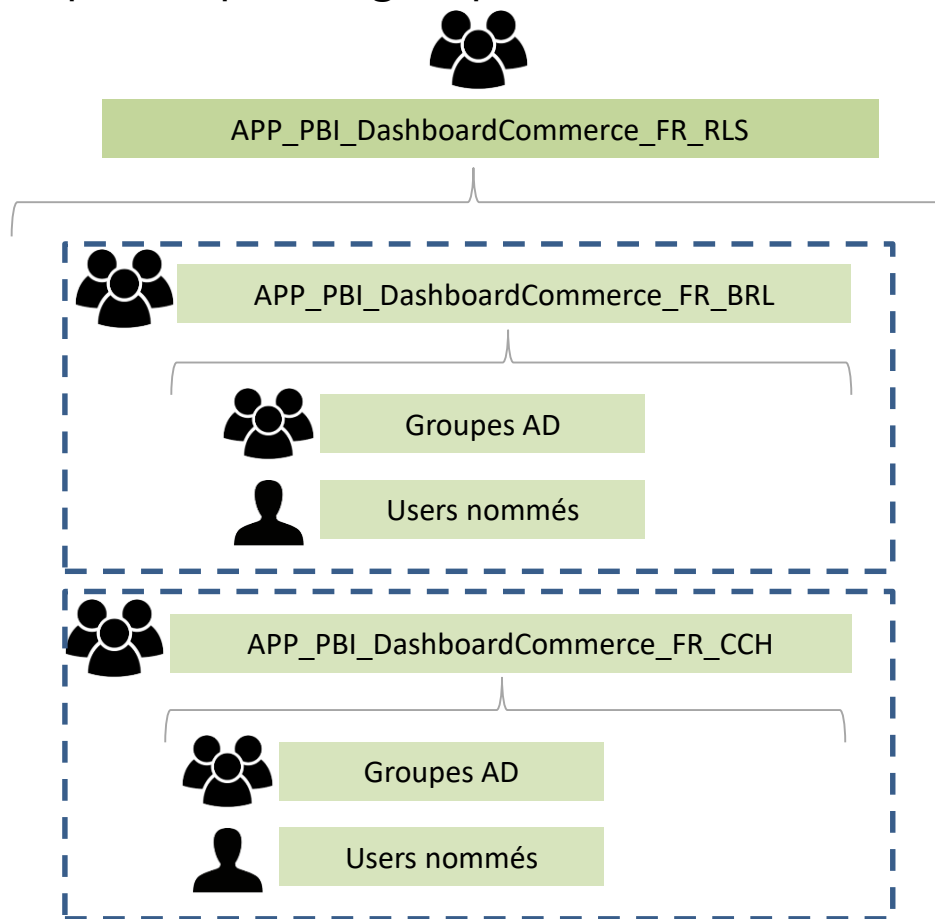 APP_PBI_DashboardCommerce_FR_RLS
APP_PBI_DashboardCommerce_FR_BRL
Groupes AD
Users nommés
APP_PBI_DashboardCommerce_FR_CCH
Groupes AD
Users nommés